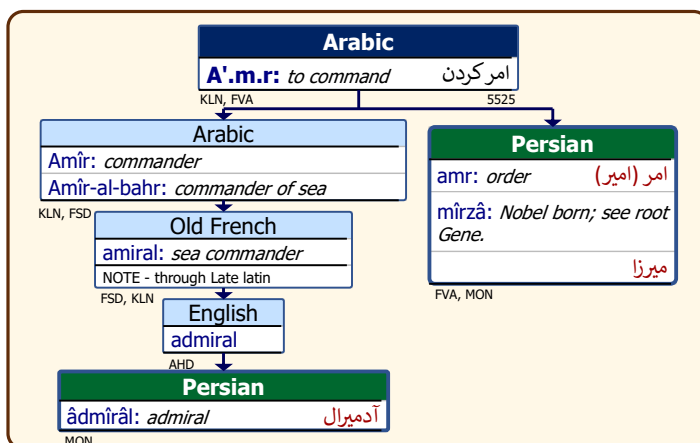 Arabic
A'.m.r: to command امر کردن
KLN, FVA 5525
Arabic
Amîr: commander
Amîr-al-bahr: commander of sea
KLN, FSD
Persian
amr: order امر (امیر)
mîrzâ: Nobel born; see root
Gene.
میرزا
FVA, MON
Old French
amiral: sea commander
NOTE - through Late latin
FSD, KLN
English
admiral
AHD
Persian
âdmîrâl: admiral آدمیرال
MON